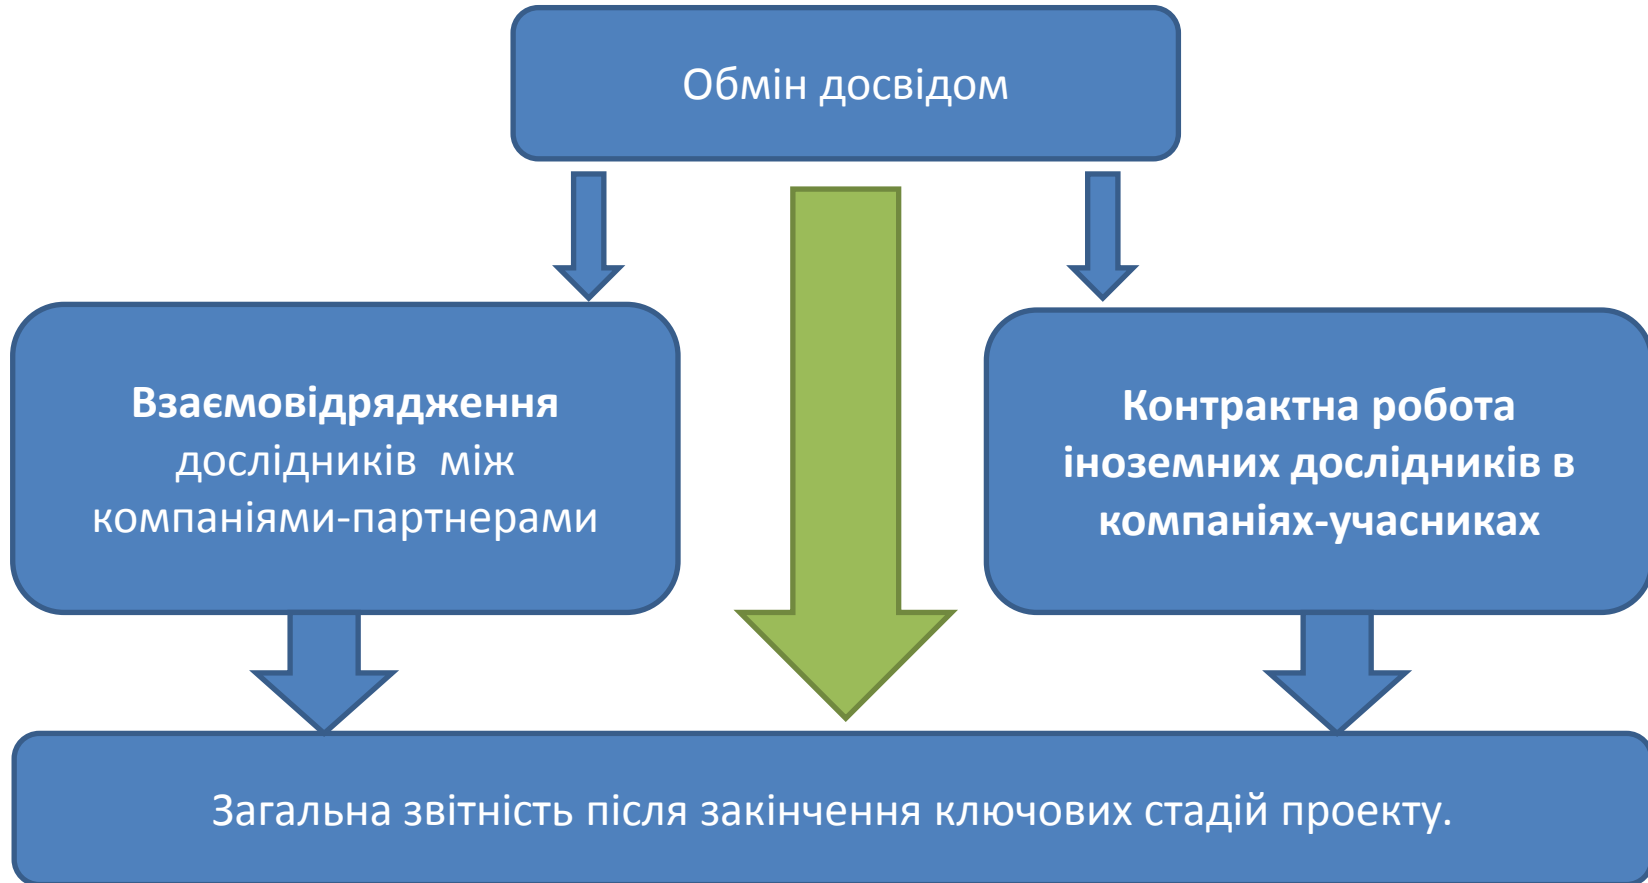 Обмін досвідом
Взаємовідрядження
дослідників між
компаніями-партнерами
Контрактна робота
іноземних дослідників в
компаніях-учасниках
Загальна звітність після закінчення ключових стадій проекту.